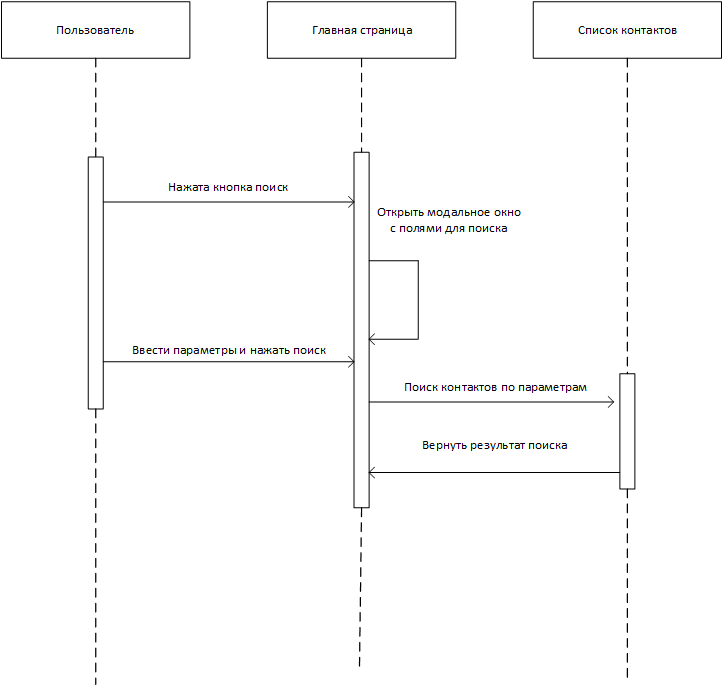 Пользователь
Главная страница
Список контактов
Нажата кнопка поиск
Открыть модальное окно
с полями для поиска
Ввести параметры и нажать поиск
Поиск контактов по параметрам
Вернуть результат поиска